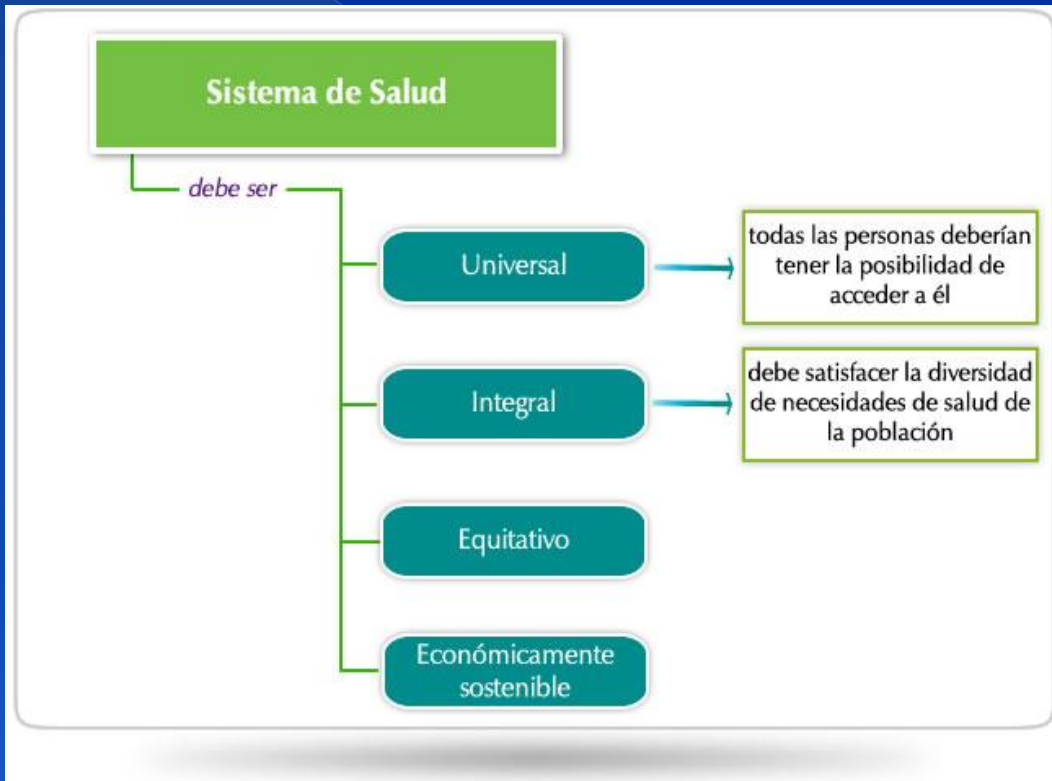 Sistema de Salud
debe ser
Universal
todas las personas deberían
tener la posibilidad de
acceder a él
Integral
debe satisfacer la diversidad
de necesidades de salud de
la población
Equitativo
Económicamente
sostenible